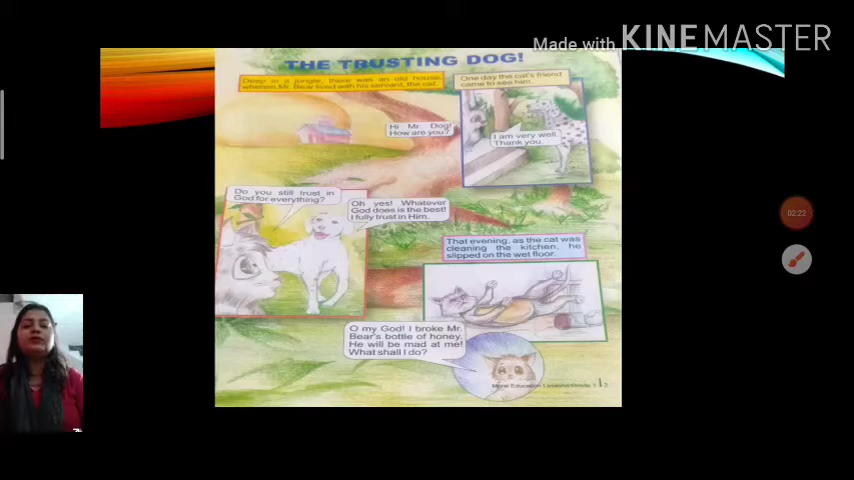 Made with KINEMASTER
THE TRUSTING DOG!
Deep in a jungle, there was an old house,
wherein Mr. Bear lived with his servant, the cat.
One day the cat's friend
came to see him.
Hi Mr. Dog!
How are you?
I am very well.
Thank you.
Do you still trust in
God for everything?
Oh yes! Whatever
God does is the best!
I fully trust in Him.
That evening, as the cat was
cleaning the kitchen, he
slipped on the wet floor.
O my God! I broke Mr.
Bear's bottle of honey.
He will be mad at me!
What shall I do?
02:22